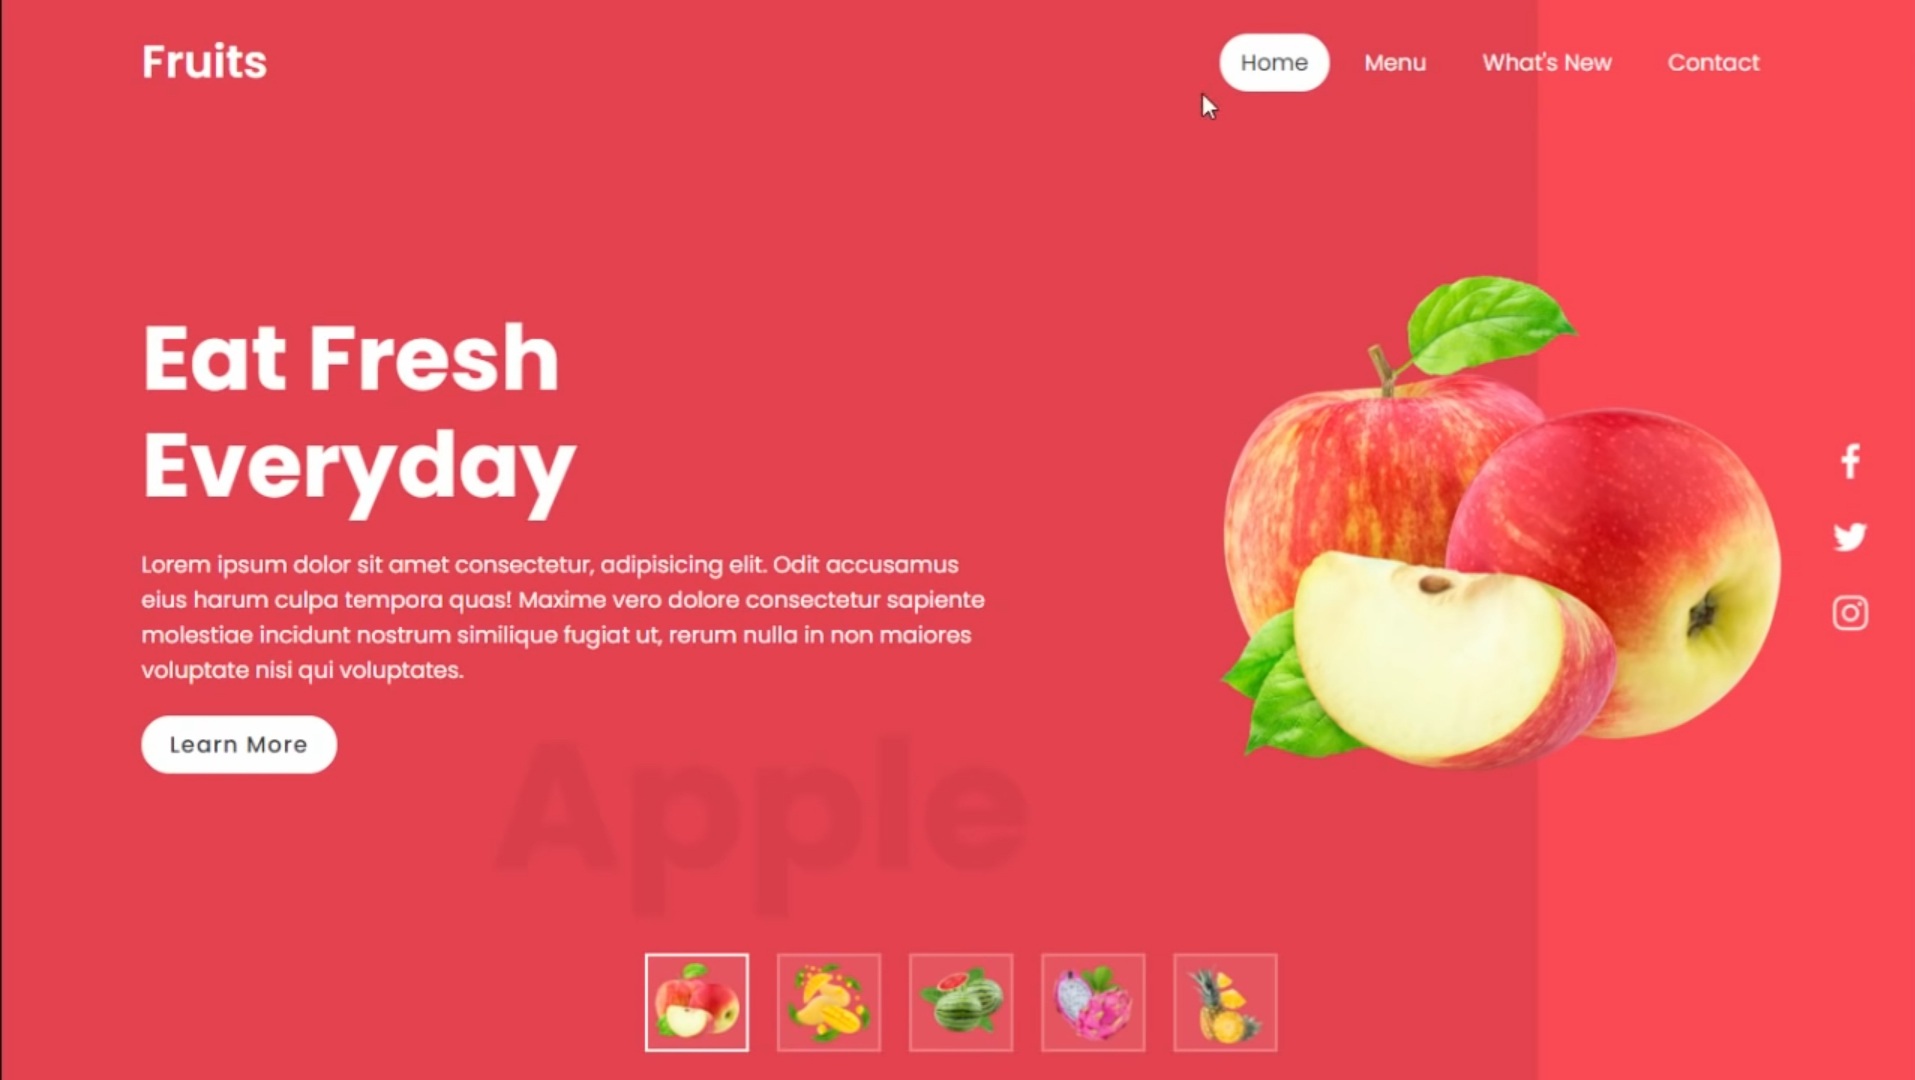 Fruits
Home Menu What's New Contact
Eat Fresh
Everyday
Lorem ipsum dolor sit amet consectetur, adipisicing elit. Odit accusamus
eius harum culpa tempora quas! Maxime vero dolore consectetur sapiente
molestiae incidunt nostrum similique fugiat ut, rerum nulla in non maiores
voluptate nisi qui voluptates.
Learn More
Apple